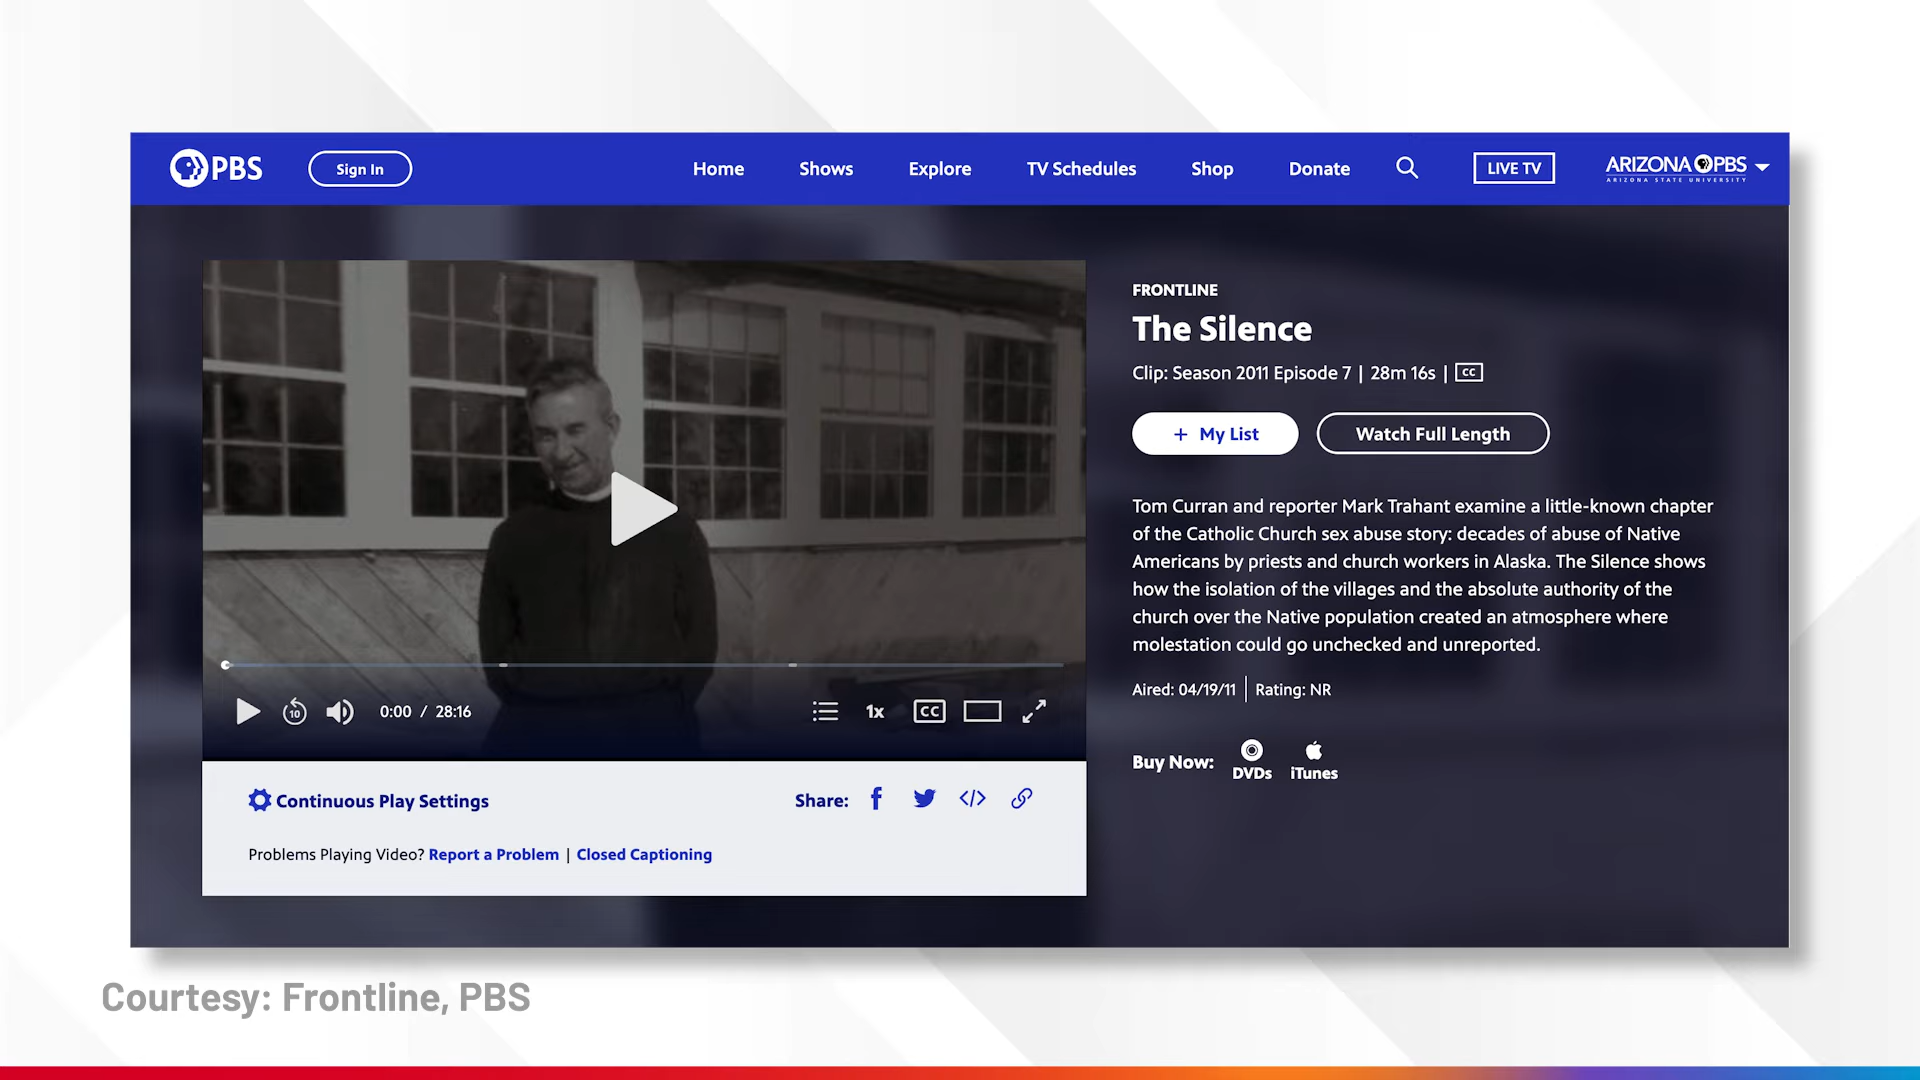 PBS
Sign In
Home
Shows
Explore
TV Schedules
Shop
Donate
LIVE TV
ARIZONA PBS
ARIZONA STATE UNIVERSITY
FRONTLINE
The Silence
Clip: Season 2011 Episode 7 | 28m 16s | CC
+ My List
Watch Full Length
Tom Curran and reporter Mark Trahant examine a little-known chapter
of the Catholic Church sex abuse story: decades of abuse of Native
Americans by priests and church workers in Alaska. The Silence shows
how the isolation of the villages and the absolute authority of the
church over the Native population created an atmosphere where
molestation could go unchecked and unreported.
Aired: 04/19/11 | Rating: NR
Buy Now:
DVDs
iTunes
10
0:00 / 28:16
1x
CC
Continuous Play Settings
Share:
Problems Playing Video? Report a Problem | Closed Captioning
Courtesy: Frontline, PBS